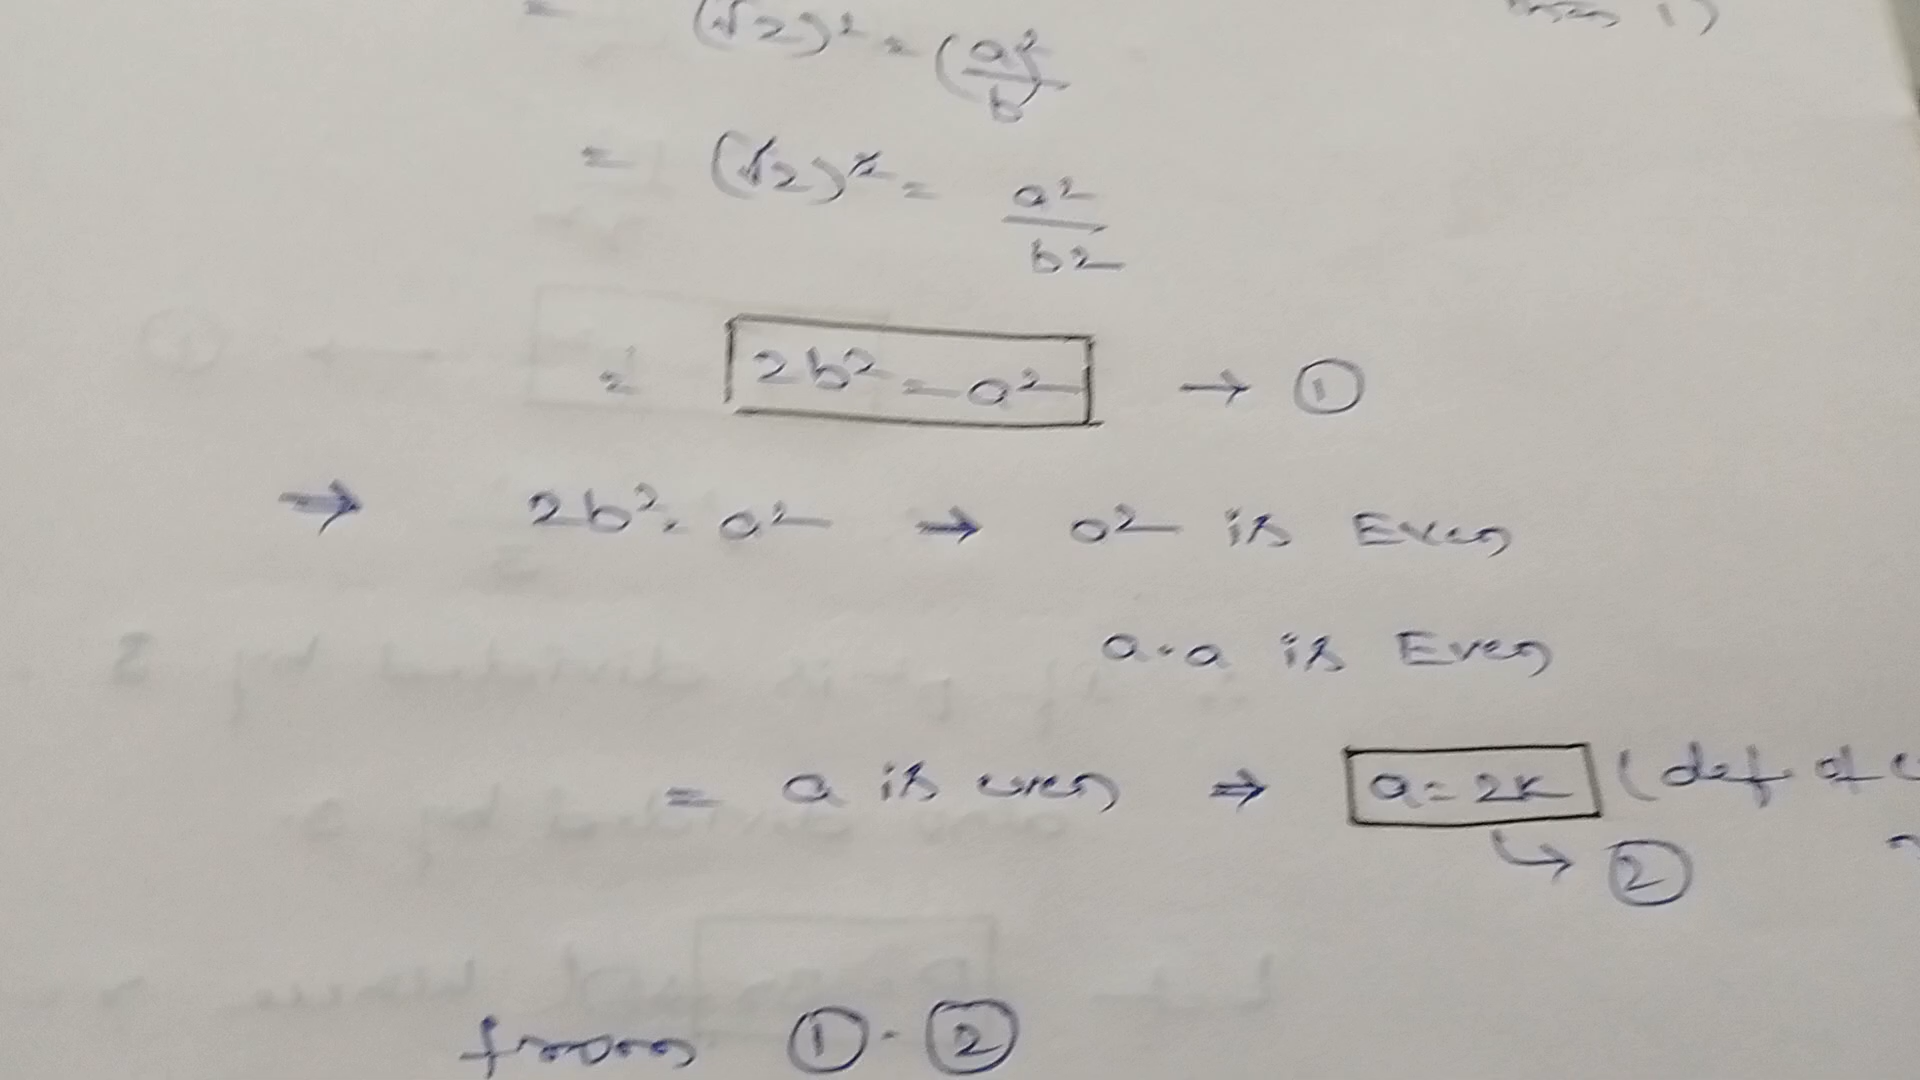 = (√2)² = (a/b)²
= (√2)² = a²/b²
= 2b² = a² → ①
⇒ 2b² = a² → a² is Even
a·a is Even
= a is even ⇒ a = 2k (def of
↳ ②
from ① · ②